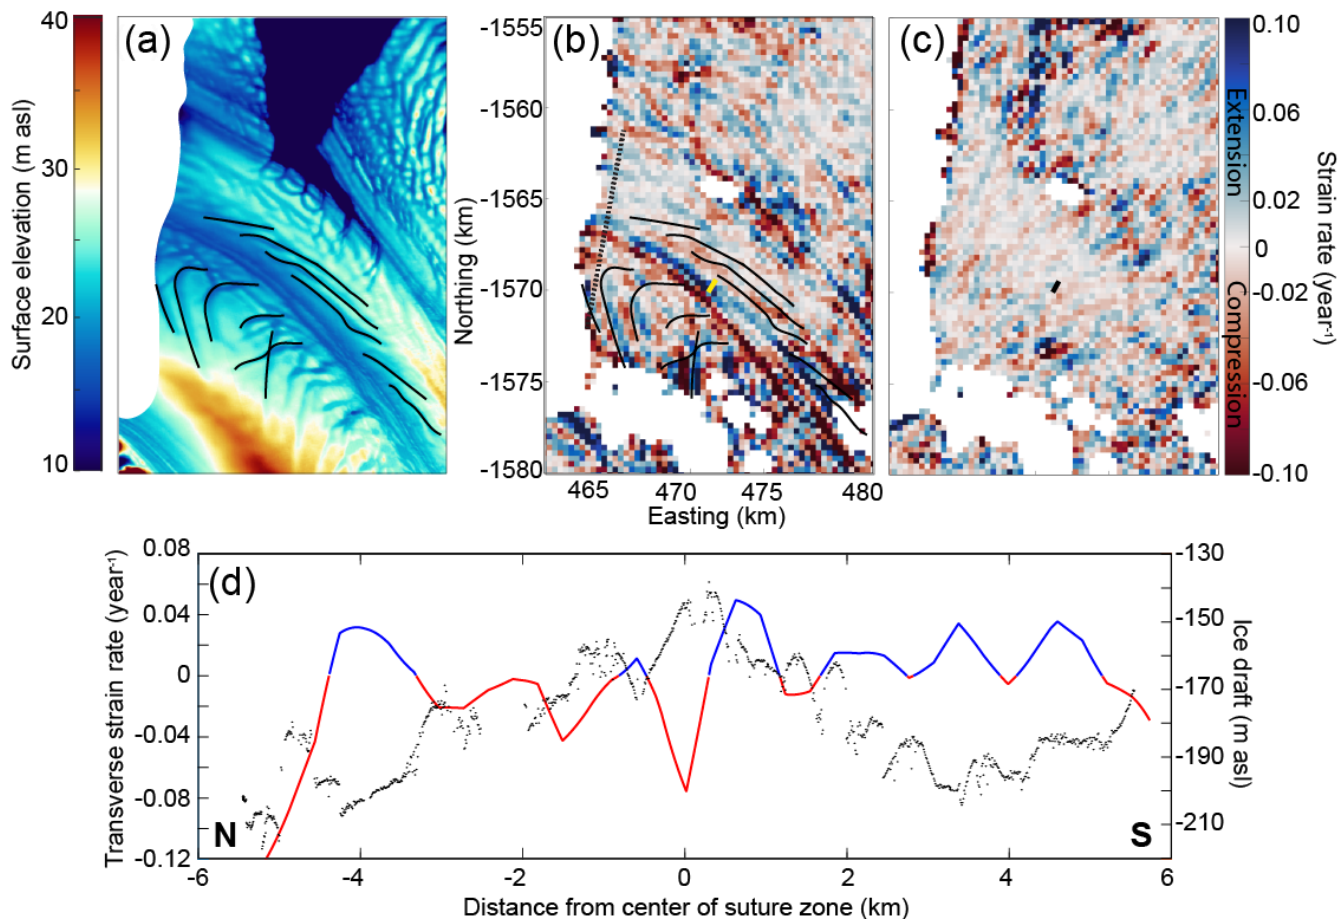 (a)
(b)
(c)
40
30
20
10
Surface elevation (m asl)
-1555
-1560
-1565
-1570
-1575
-1580
Northing (km)
465
470
475
480
Easting (km)
0.10
0.06
0.02
0
-0.02
-0.06
-0.10
Extension
Compression
Strain rate (year⁻¹)
(d)
0.08
0.04
0
-0.04
-0.08
-0.12
Transverse strain rate (year⁻¹)
-130
-150
-170
-190
-210
Ice draft (m asl)
N
S
-6
-4
-2
0
2
4
6
Distance from center of suture zone (km)